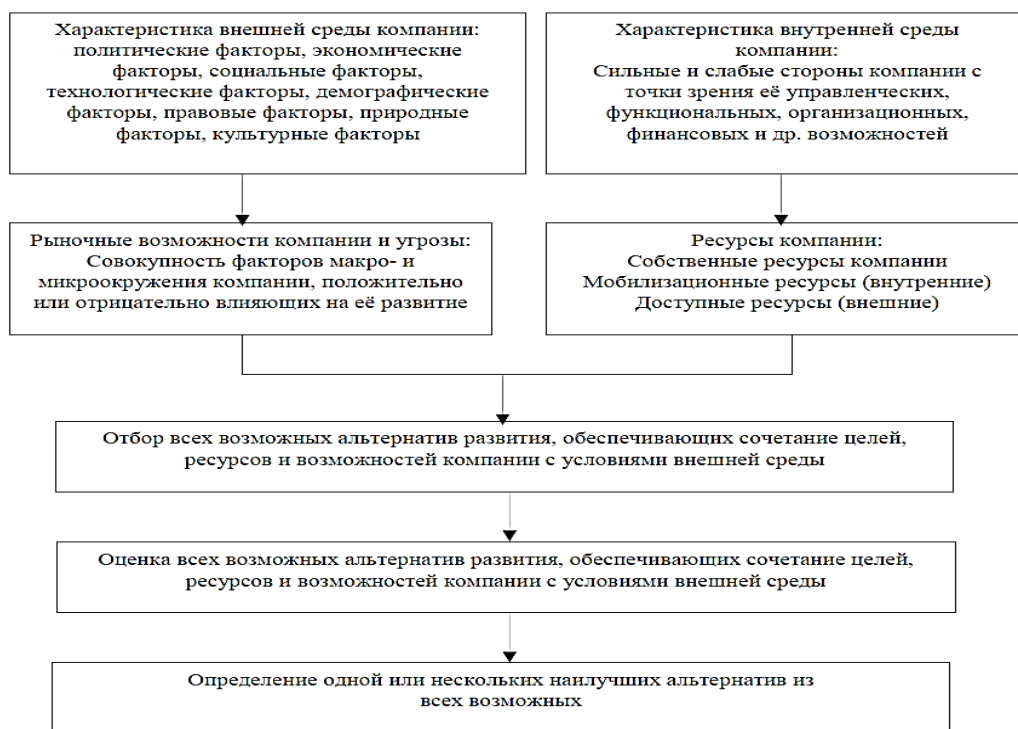 Характеристика внешней среды компании:
политические факторы, экономические
факторы, социальные факторы,
технологические факторы, демографические
факторы, правовые факторы, природные
факторы, культурные факторы
Характеристика внутренней среды
компании:
Сильные и слабые стороны компании с
точки зрения её управленческих,
функциональных, организационных,
финансовых и др. возможностей
Рыночные возможности компании и угрозы:
Совокупность факторов макро- и
микроокружения компании, положительно
или отрицательно влияющих на её развитие
Ресурсы компании:
Собственные ресурсы компании
Мобилизационные ресурсы (внутренние)
Доступные ресурсы (внешние)
Отбор всех возможных альтернатив развития, обеспечивающих сочетание целей,
ресурсов и возможностей компании с условиями внешней среды
Оценка всех возможных альтернатив развития, обеспечивающих сочетание целей,
ресурсов и возможностей компании с условиями внешней среды
Определение одной или нескольких наилучших альтернатив из
всех возможных